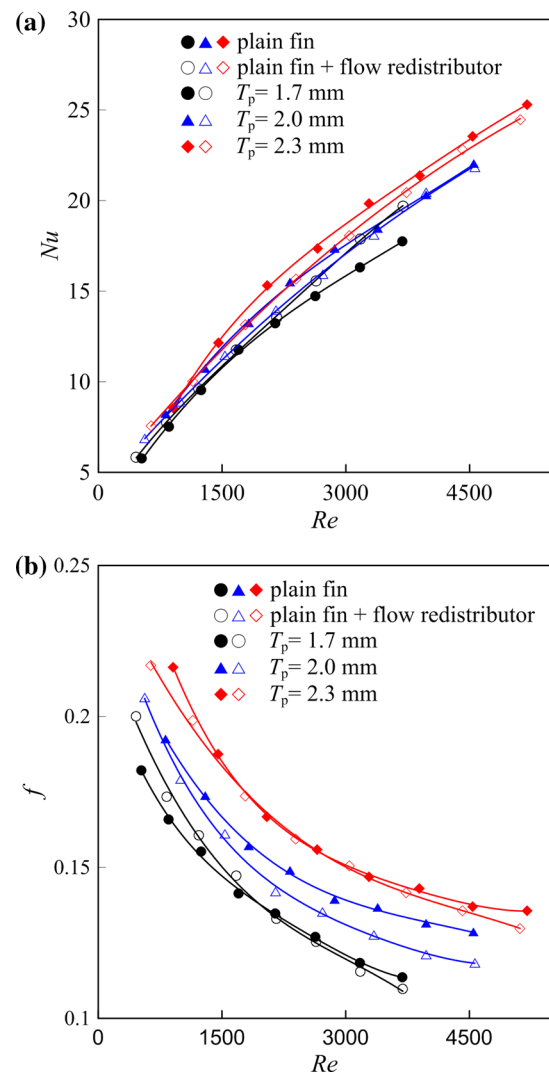 (a)
30
25
20
15
10
5
Nu
plain fin
plain fin + flow redistributor
Tp= 1.7 mm
Tp= 2.0 mm
Tp= 2.3 mm
0 1500 3000 4500
Re
(b)
0.25
0.2
0.15
0.1
f
plain fin
plain fin + flow redistributor
Tp= 1.7 mm
Tp= 2.0 mm
Tp= 2.3 mm
0 1500 3000 4500
Re